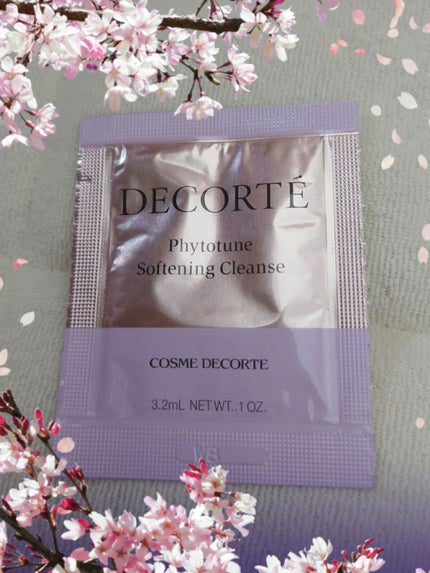 DECORTÉ
Phytotune
Softening Cleanse
COSME DECORTE
3.2mL NET WT..1 OZ.